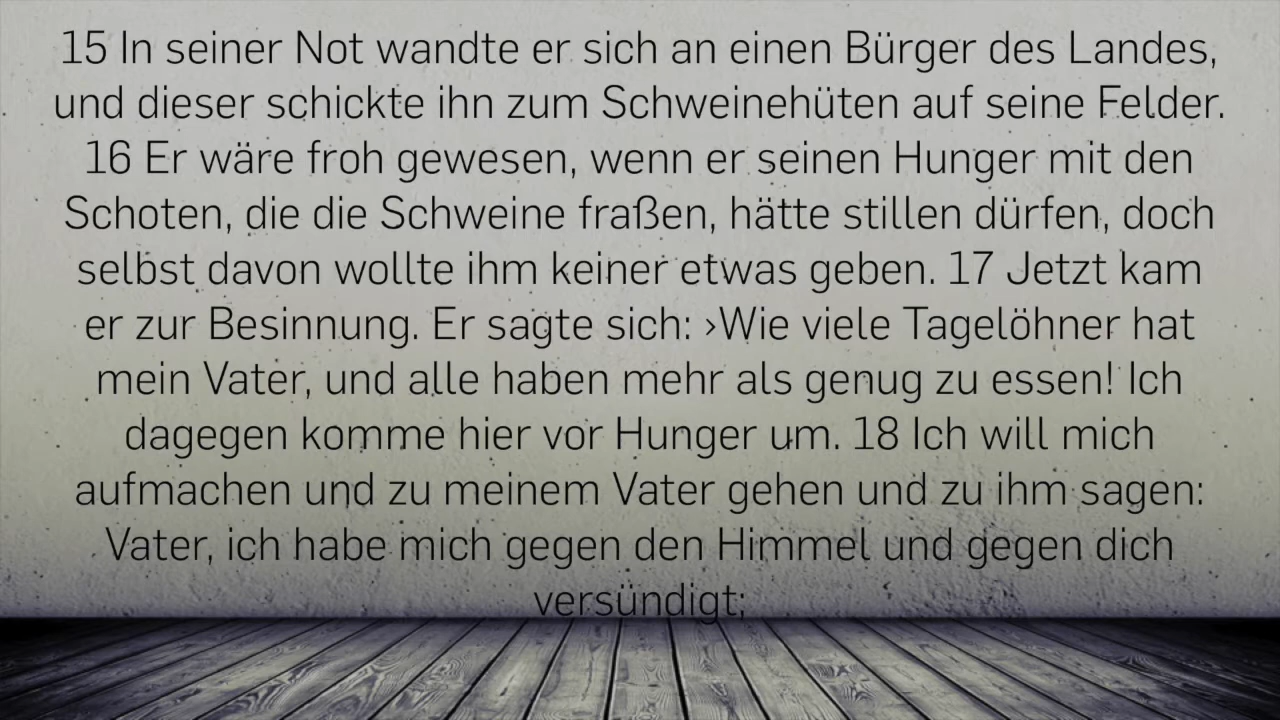 15 In seiner Not wandte er sich an einen Bürger des Landes,
und dieser schickte ihn zum Schweinehüten auf seine Felder.
16 Er wäre froh gewesen, wenn er seinen Hunger mit den
Schoten, die die Schweine fraßen, hätte stillen dürfen, doch
selbst davon wollte ihm keiner etwas geben. 17 Jetzt kam
er zur Besinnung. Er sagte sich: ›Wie viele Tagelöhner hat
mein Vater, und alle haben mehr als genug zu essen! Ich
dagegen komme hier vor Hunger um. 18 Ich will mich
aufmachen und zu meinem Vater gehen und zu ihm sagen:
Vater, ich habe mich gegen den Himmel und gegen dich
versündigt;